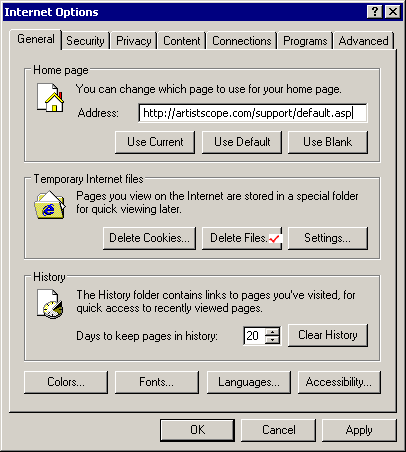 Internet Options
General Security Privacy Content Connections Programs Advanced
Home page
You can change which page to use for your home page.
Address: http://artistscope.com/support/default.asp
Use Current Use Default Use Blank
Temporary Internet files
Pages you view on the Internet are stored in a special folder
for quick viewing later.
Delete Cookies... Delete Files... Settings...
History
The History folder contains links to pages you've visited, for
quick access to recently viewed pages.
Days to keep pages in history: 20 Clear History
Colors... Fonts... Languages... Accessibility...
OK Cancel Apply